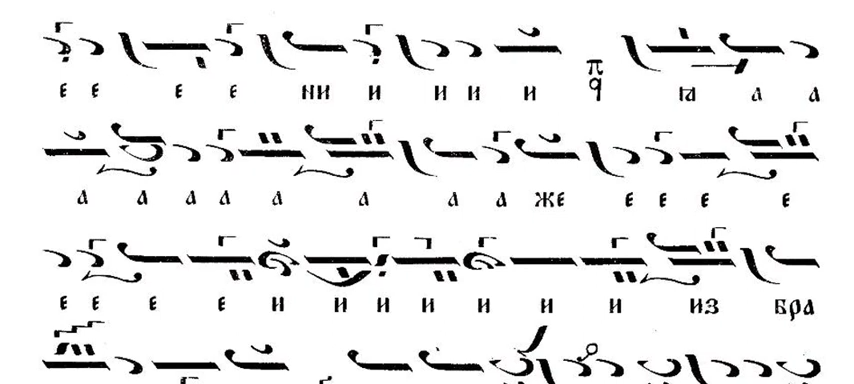 є є є є ни и и и и π q ꙗ а а
а а а а а а а а же є є є є
є є є є и и и и и и и из бра